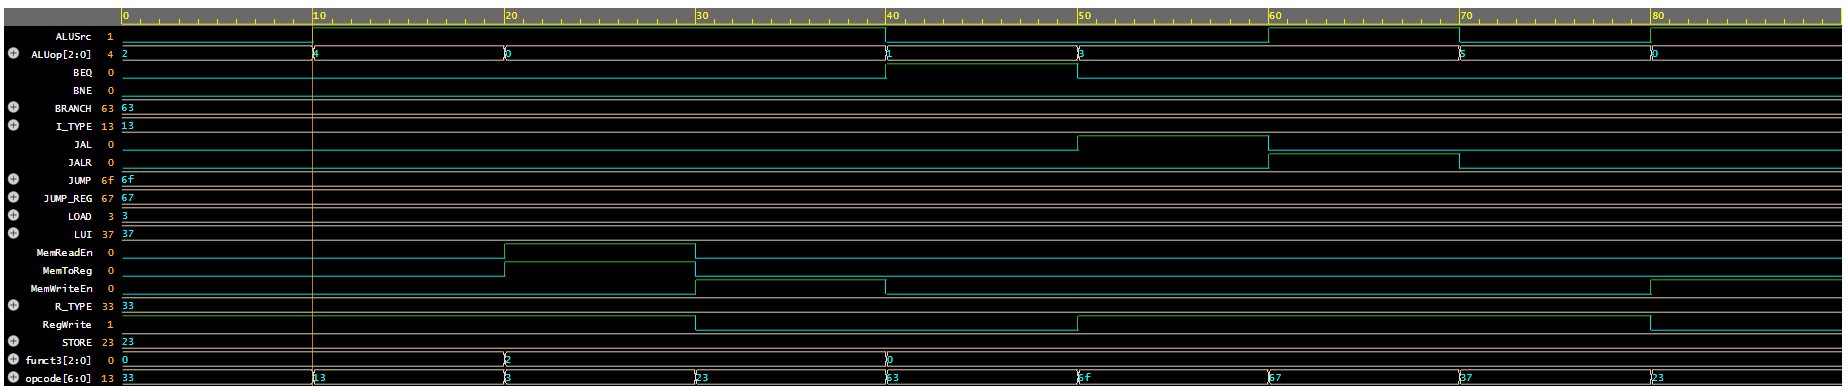 0 10 20 30 40 50 60 70 80
ALUSrc 1
ALUop[2:0] 4 2 4 0 1 3 5 0
BEQ 0
BNE 0
BRANCH 63 63
I_TYPE 13 13
JAL 0
JALR 0
JUMP 6f 6f
JUMP_REG 67 67
LOAD 3 3
LUI 37 37
MemReadEn 0
MemToReg 0
MemWriteEn 0
R_TYPE 33 33
RegWrite 1
STORE 23 23
funct3[2:0] 0 0 2 0
opcode[6:0] 13 33 13 3 23 63 6f 67 37 23